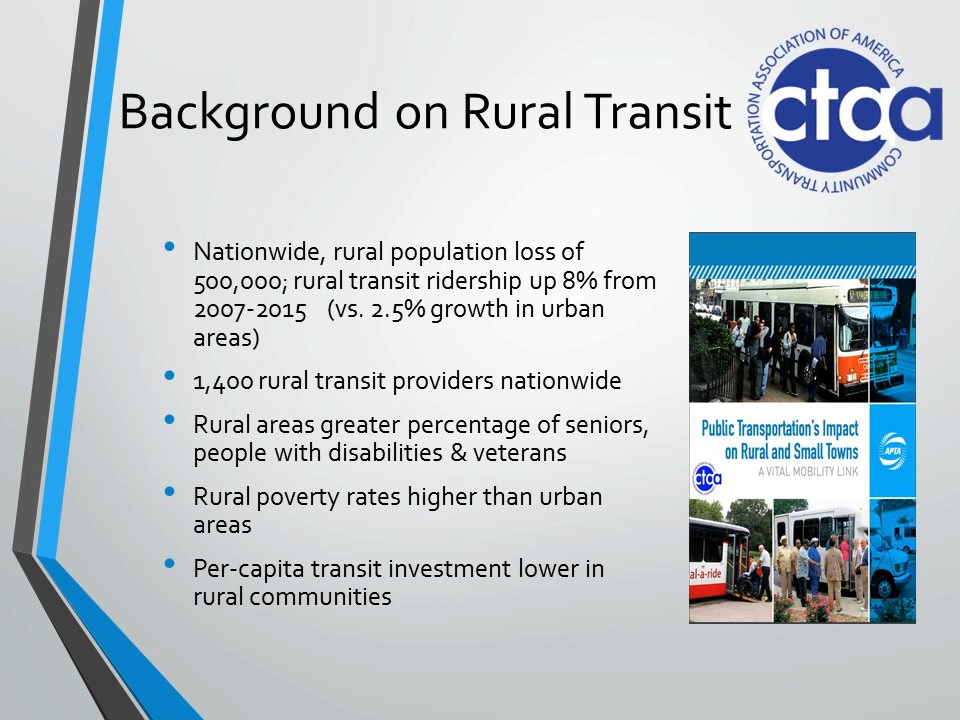 Background on Rural Transit
COMMUNITY TRANSPORTATION ASSOCIATION OF AMERICA
ctaa
• Nationwide, rural population loss of
500,000; rural transit ridership up 8% from
2007-2015 (vs. 2.5% growth in urban
areas)
• 1,400 rural transit providers nationwide
• Rural areas greater percentage of seniors,
people with disabilities & veterans
• Rural poverty rates higher than urban
areas
• Per-capita transit investment lower in
rural communities
Public Transportation's Impact
on Rural and Small Towns
A VITAL MOBILITY LINK
APTA
ctaa
al-a-ride